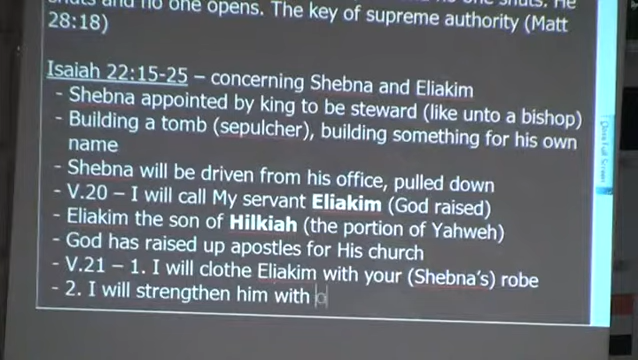 shuts and no one opens. The key of supreme authority (Matt
28:18)
Isaiah 22:15-25 – concerning Shebna and Eliakim
- Shebna appointed by king to be steward (like unto a bishop)
- Building a tomb (sepulcher), building something for his own
name
- Shebna will be driven from his office, pulled down
- V.20 – I will call My servant Eliakim (God raised)
- Eliakim the son of Hilkiah (the portion of Yahweh)
- God has raised up apostles for His church
- V.21 – 1. I will clothe Eliakim with your (Shebna's) robe
- 2. I will strengthen him with